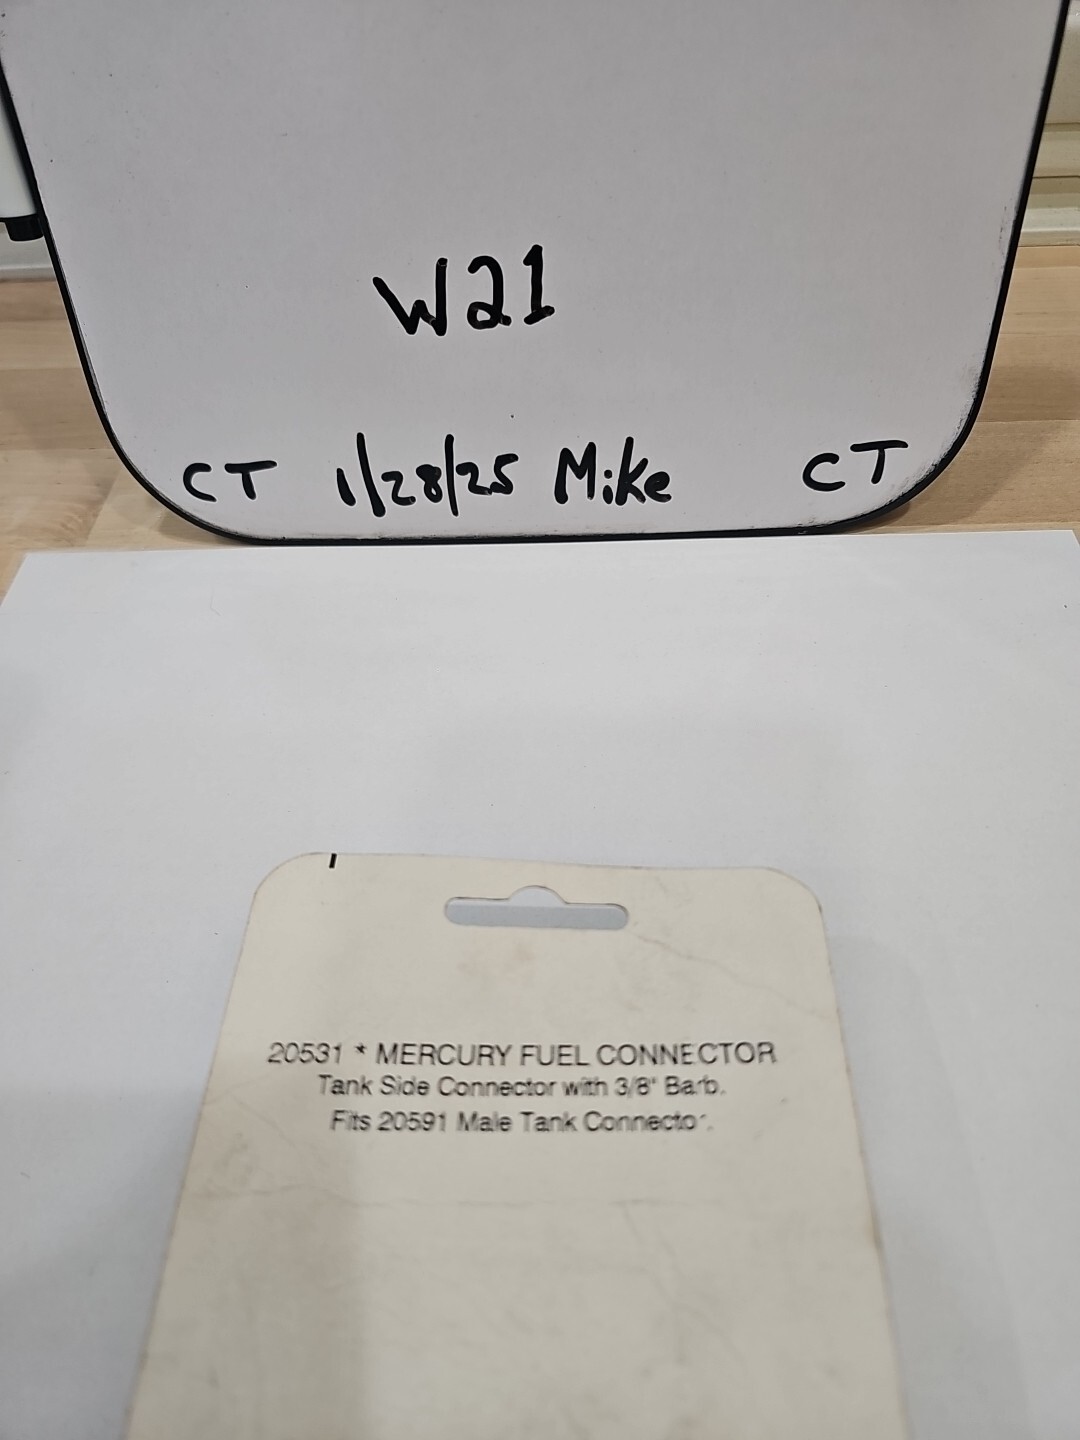 W21
CT 1/28/25 Mike CT
20531 * MERCURY FUEL CONNECTOR
Tank Side Connector with 3/8" Barb.
Fits 20591 Male Tank Connector.